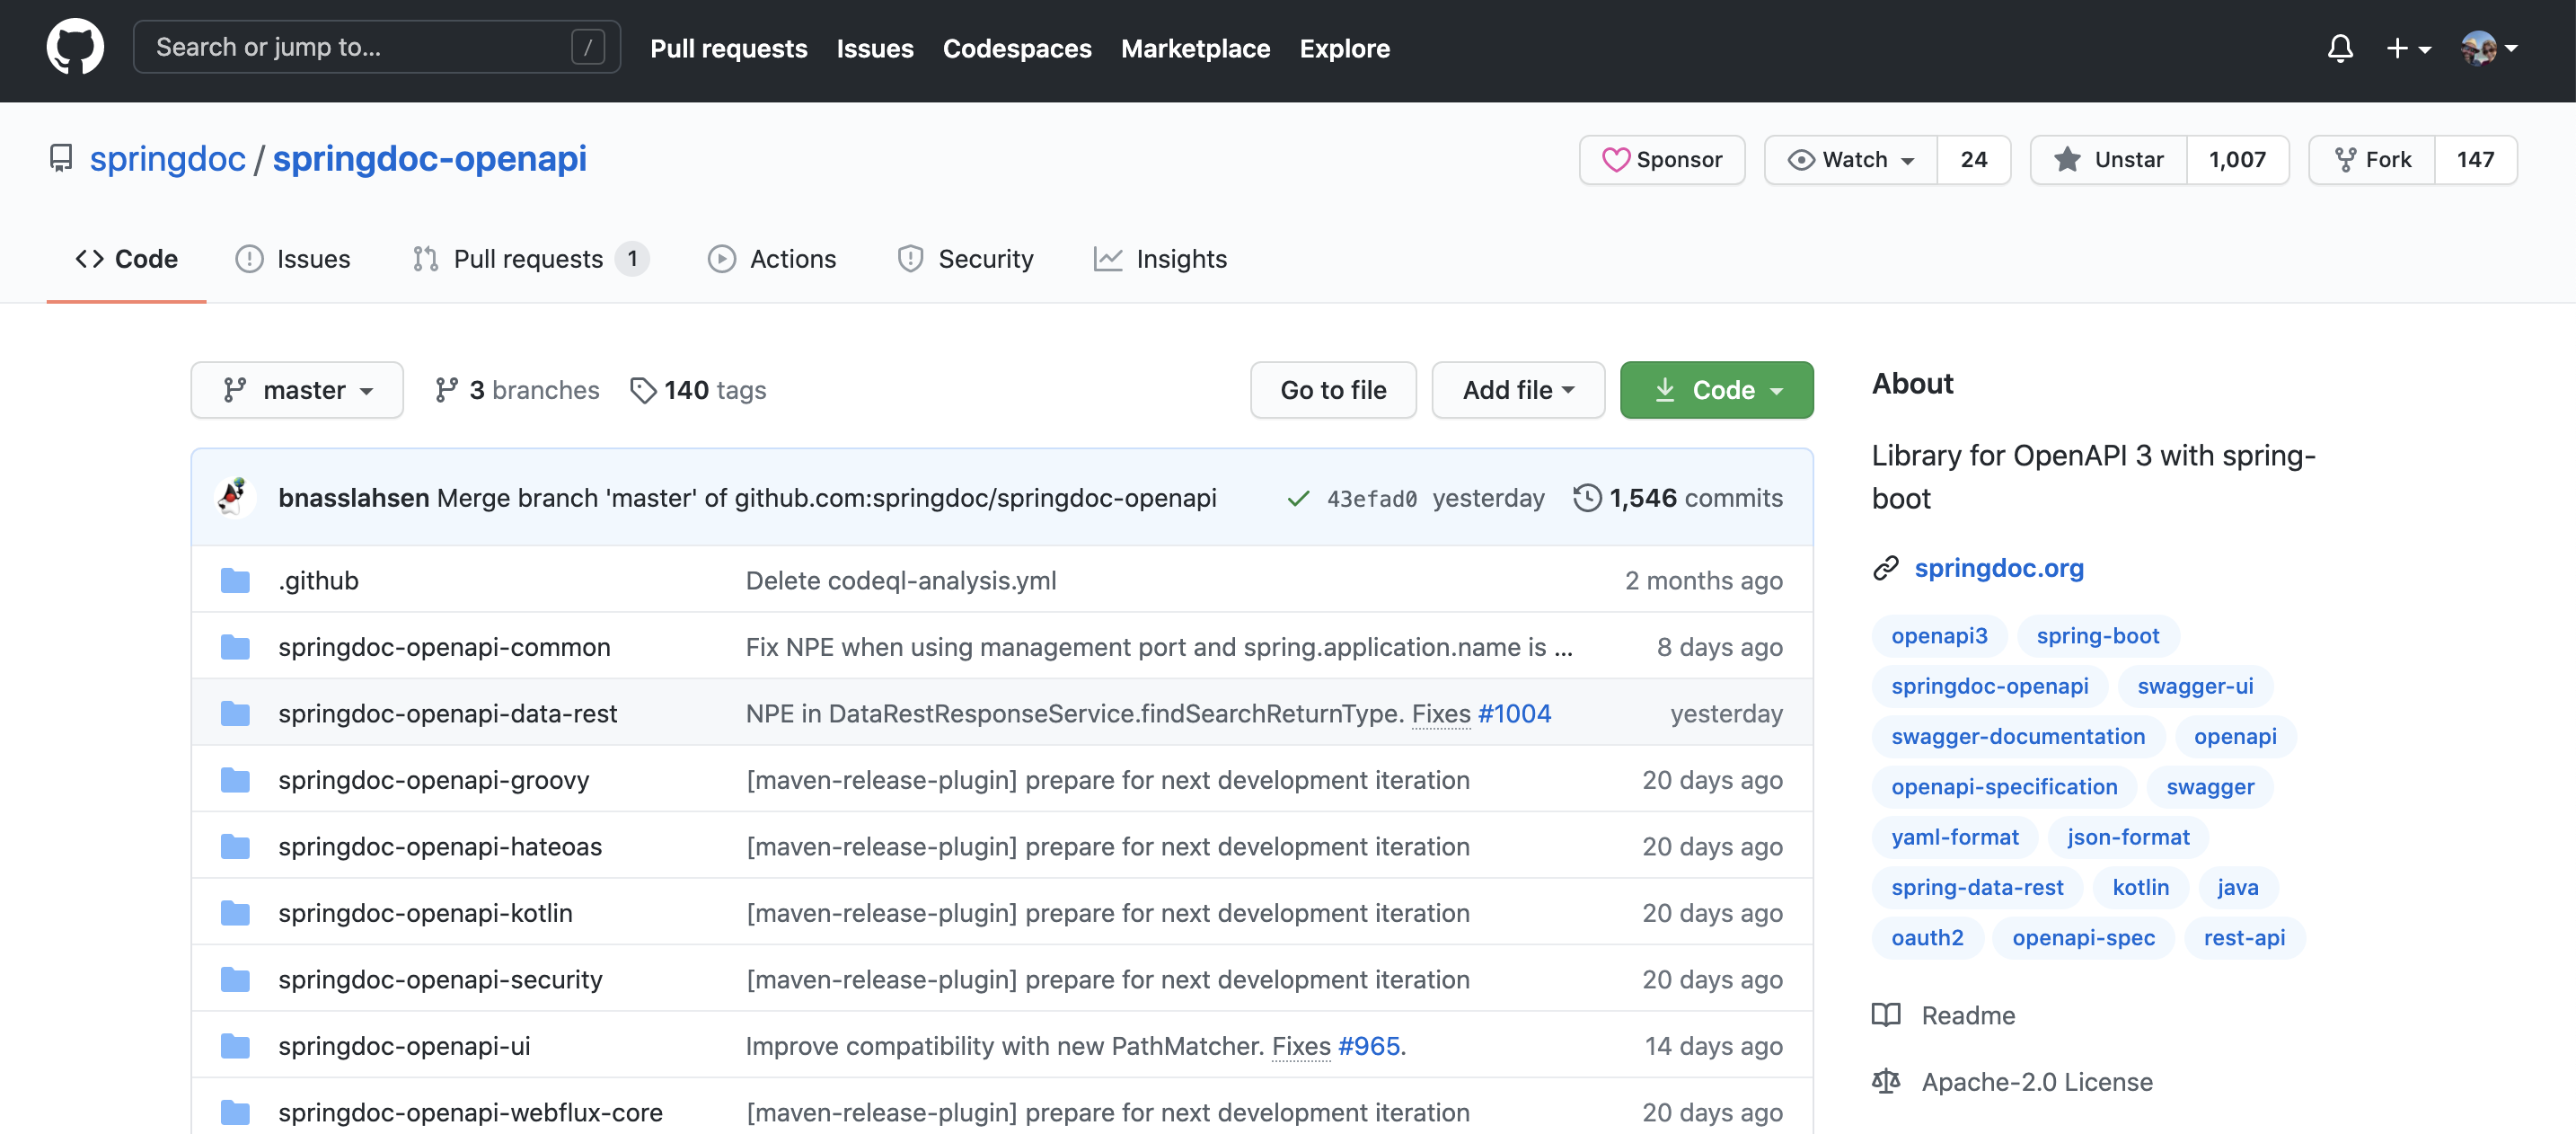 Search or jump to... /
Pull requests Issues Codespaces Marketplace Explore
springdoc / springdoc-openapi
Sponsor Watch 24 Unstar 1,007 Fork 147
Code Issues Pull requests 1 Actions Security Insights
master 3 branches 140 tags Go to file Add file Code
bnasslahsen Merge branch 'master' of github.com:springdoc/springdoc-openapi 43efad0 yesterday 1,546 commits
.github Delete codeql-analysis.yml 2 months ago
springdoc-openapi-common Fix NPE when using management port and spring.application.name is ... 8 days ago
springdoc-openapi-data-rest NPE in DataRestResponseService.findSearchReturnType. Fixes #1004 yesterday
springdoc-openapi-groovy [maven-release-plugin] prepare for next development iteration 20 days ago
springdoc-openapi-hateoas [maven-release-plugin] prepare for next development iteration 20 days ago
springdoc-openapi-kotlin [maven-release-plugin] prepare for next development iteration 20 days ago
springdoc-openapi-security [maven-release-plugin] prepare for next development iteration 20 days ago
springdoc-openapi-ui Improve compatibility with new PathMatcher. Fixes #965. 14 days ago
springdoc-openapi-webflux-core [maven-release-plugin] prepare for next development iteration 20 days ago
About
Library for OpenAPI 3 with spring-
boot
springdoc.org
openapi3 spring-boot
springdoc-openapi swagger-ui
swagger-documentation openapi
openapi-specification swagger
yaml-format json-format
spring-data-rest kotlin java
oauth2 openapi-spec rest-api
Readme
Apache-2.0 License